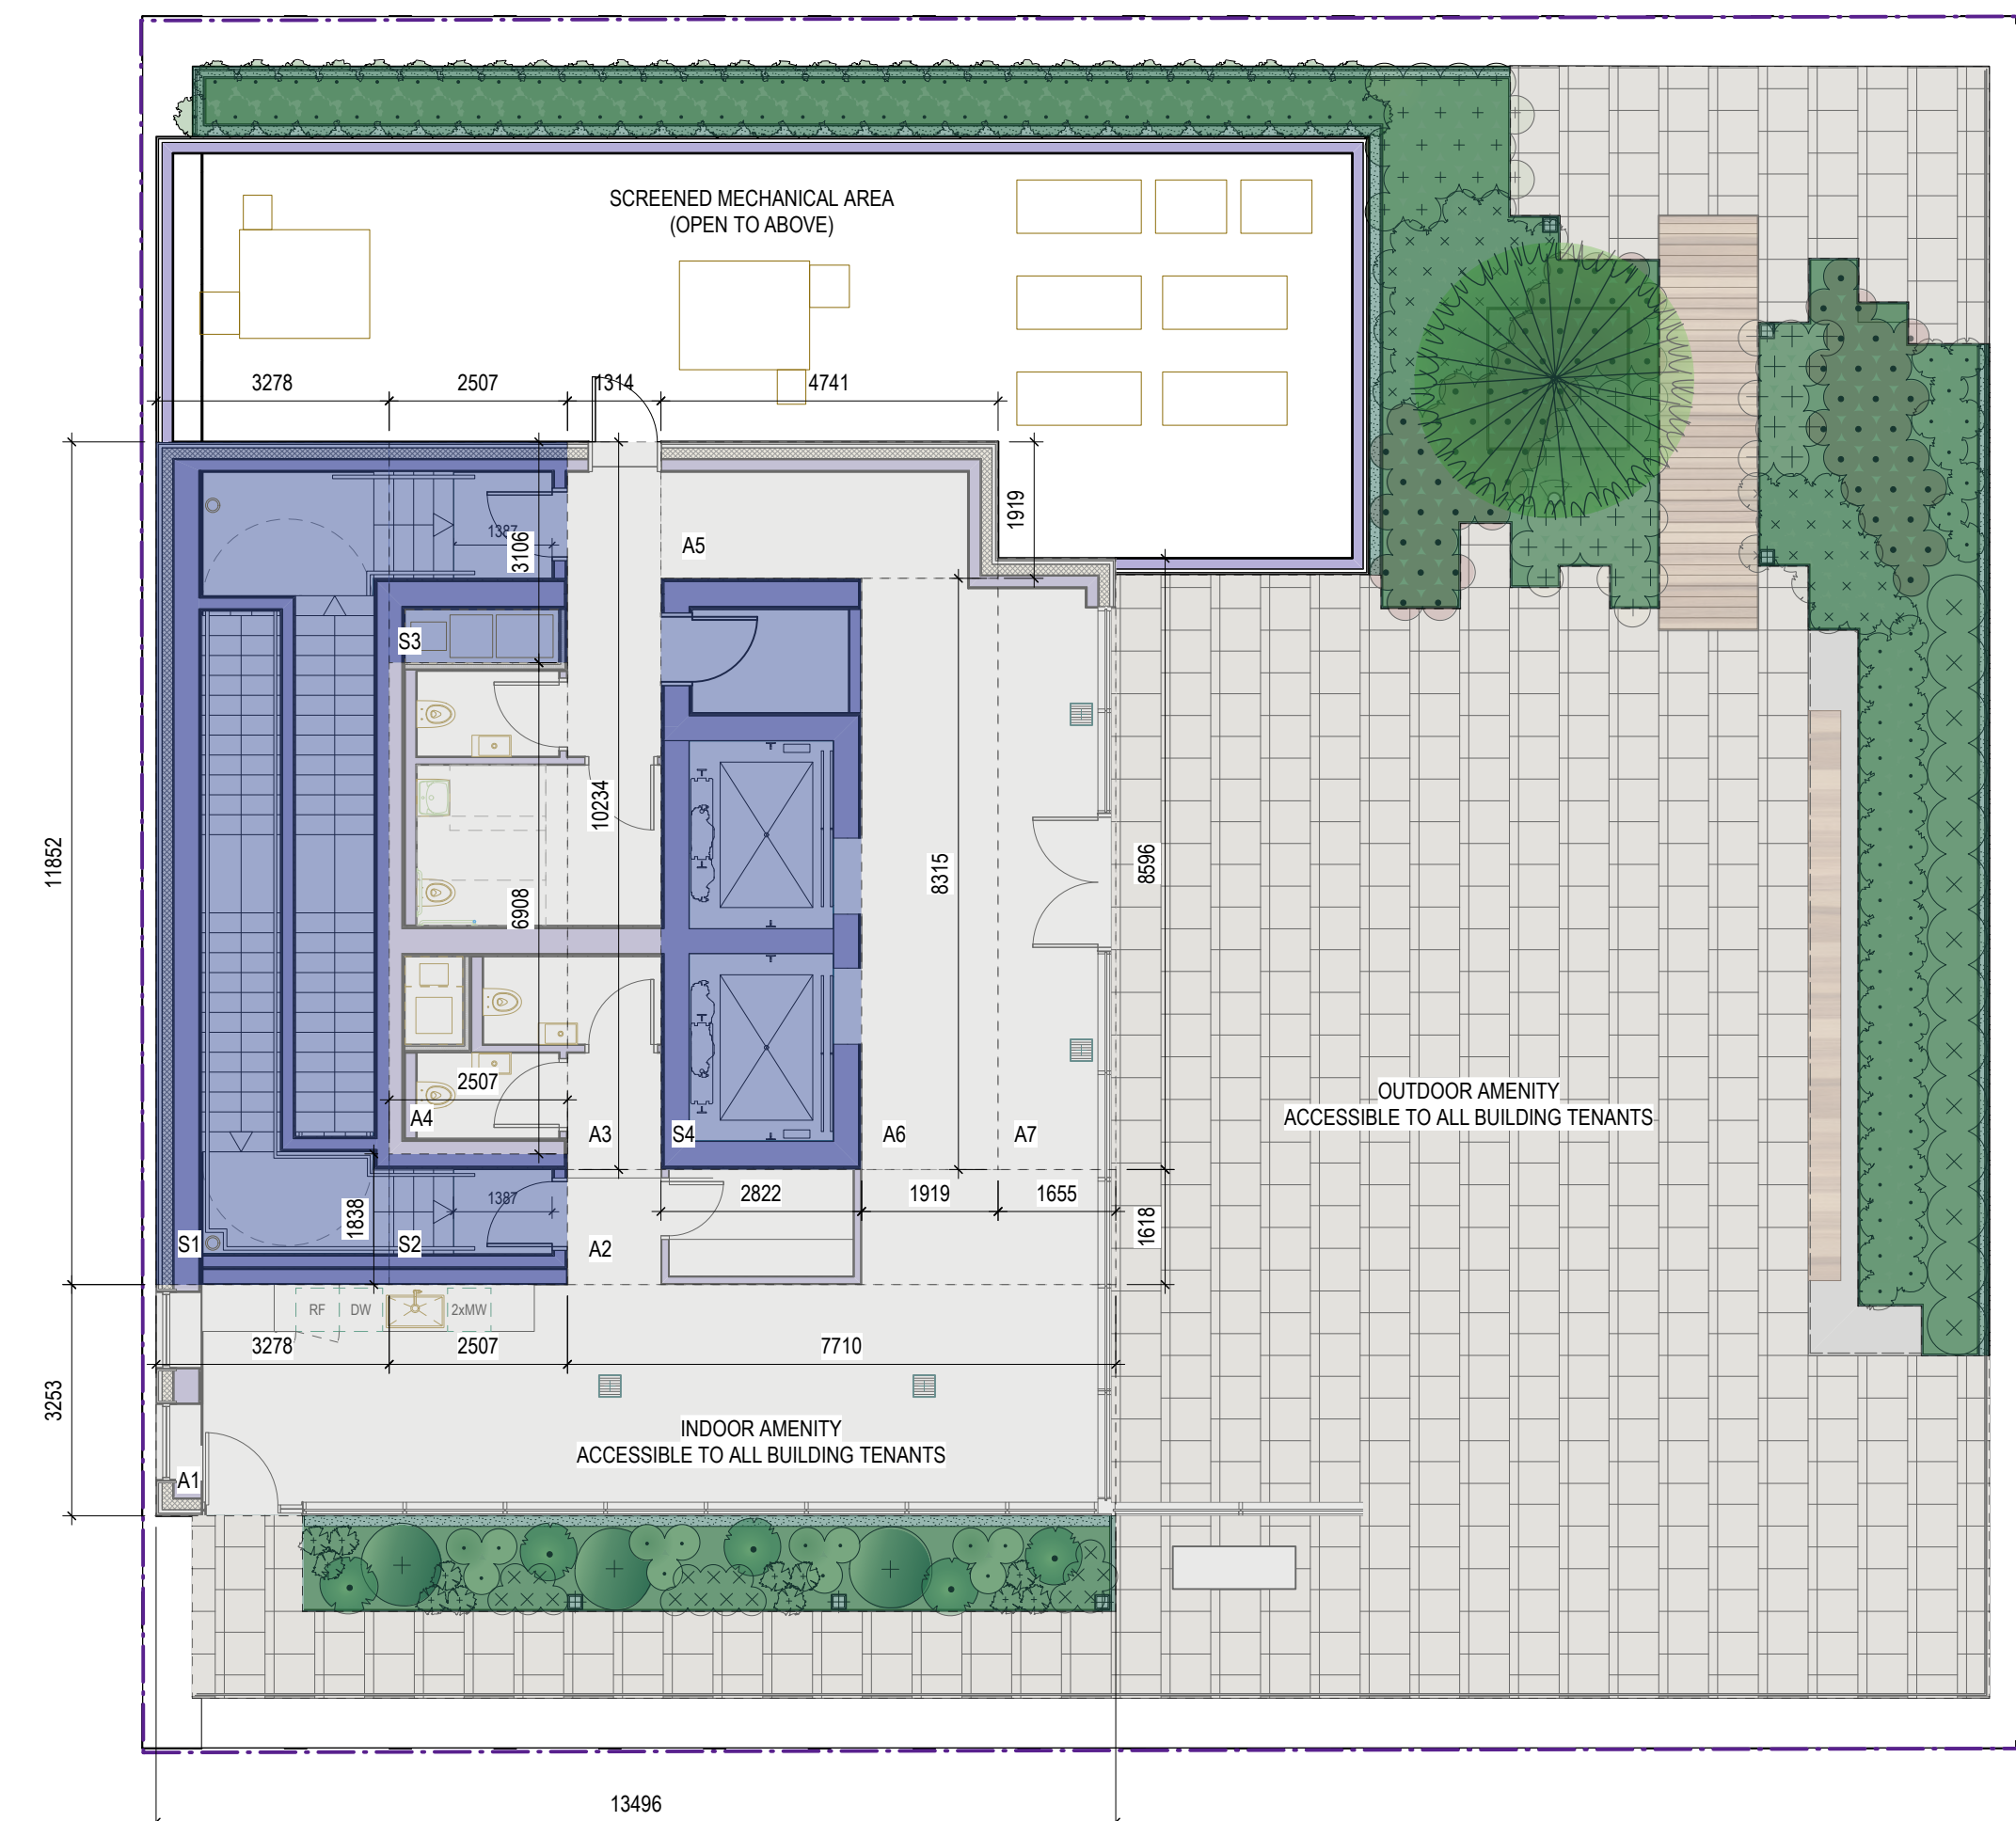 SCREENED MECHANICAL AREA
(OPEN TO ABOVE)
3278
2507
1314
4741
1919
1387
3106
A5
S3
10234
11852
6908
8315
8596
2507
A4
A3
S4
A6
A7
OUTDOOR AMENITY
ACCESSIBLE TO ALL BUILDING TENANTS
1838
1387
2822
1919
1655
1618
S1
S2
A2
RF
DW
2xMW
3278
2507
7710
3253
INDOOR AMENITY
ACCESSIBLE TO ALL BUILDING TENANTS
A1
13496